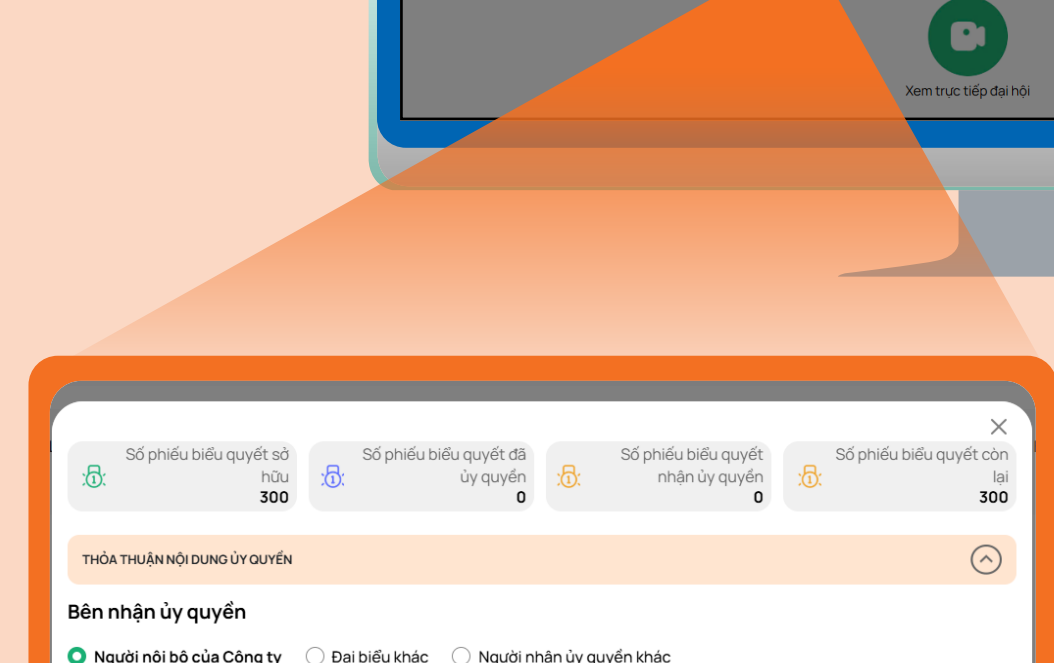 Xem trực tiếp đại hội
Số phiếu biểu quyết sở
hữu
300
Số phiếu biểu quyết đã
ủy quyền
0
Số phiếu biểu quyết
nhận ủy quyền
0
Số phiếu biểu quyết còn
lại
300
THỎA THUẬN NỘI DUNG ỦY QUYỀN
Bên nhận ủy quyền
Người nội bộ của Công ty
Đại biểu khác
Người nhận ủy quyền khác